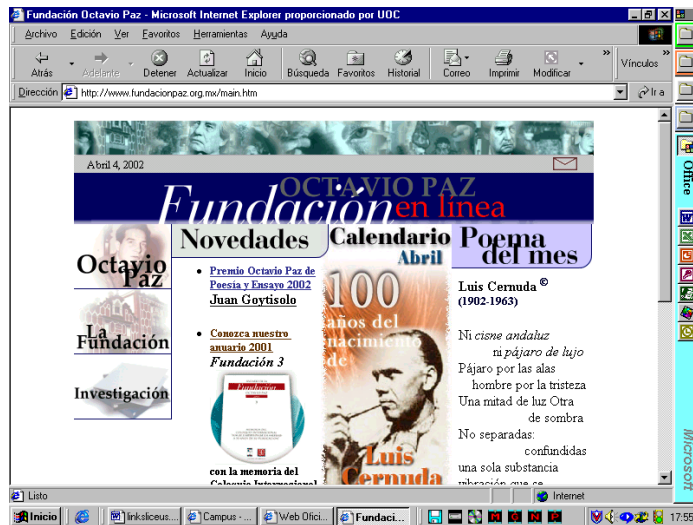 Fundación Octavio Paz - Microsoft Internet Explorer proporcionado por UOC
Archivo Edición Ver Favoritos Herramientas Ayuda
Atrás Adelante Detener Actualizar Inicio Búsqueda Favoritos Historial Correo Imprimir Modificar » Vínculos »
Dirección http://www.fundacionpaz.org.mx/main.htm Ir a
Abril 4, 2002
OCTAVIO PAZ
Fundación en línea
Octavio
Paz
La
Fundación
Investigación
Novedades
Premio Octavio Paz de
Poesía y Ensayo 2002
Juan Goytisolo
Conozca nuestro
anuario 2001
Fundación 3
Fundación
con la memoria del
Coloquio Internacional
Calendario
Abril
100
años del
nacimiento
de
Luis
Cernuda
Poema
del mes
Luis Cernuda ©
(1902-1963)
Ni cisne andaluz
ni pájaro de lujo
Pájaro por las alas
hombre por la tristeza
Una mitad de luz Otra
de sombra
No separadas:
confundidas
una sola substancia
vibración que se
Office
Microsoft
Listo Internet
Inicio linksliceus.... Campus - ... Web Ofici... Fundaci... M O N P 17:55